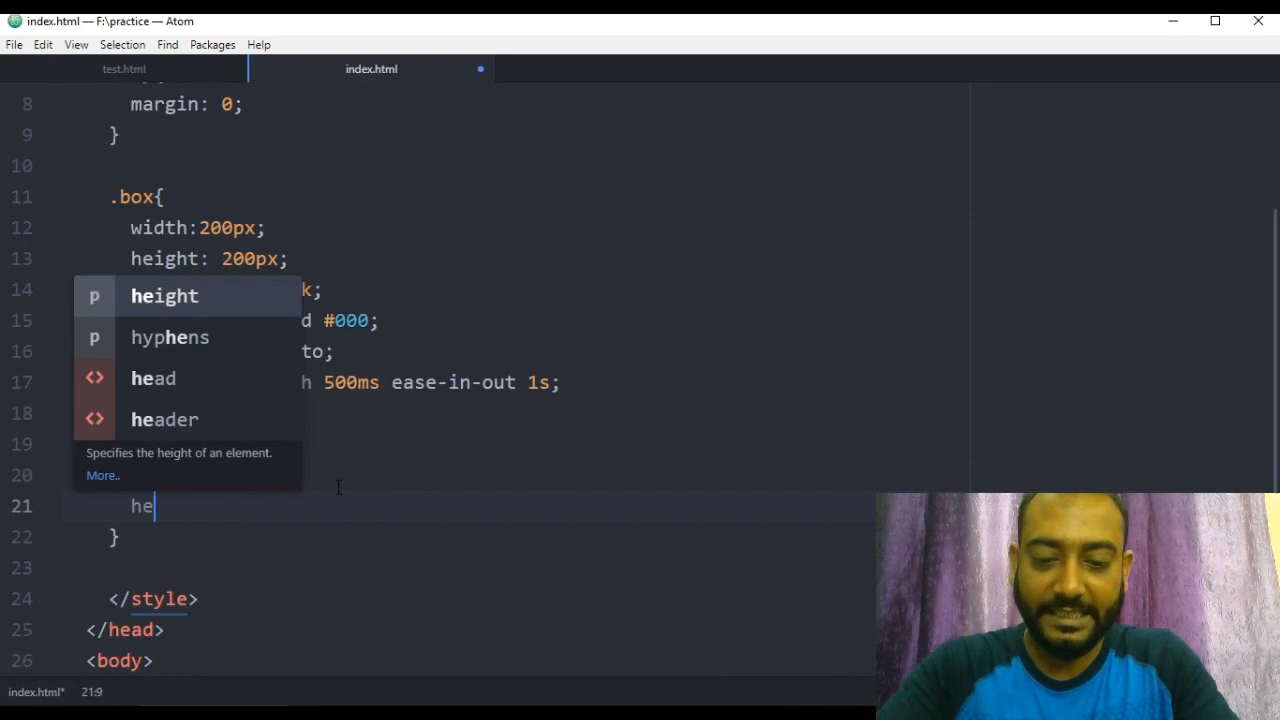 index.html — F:\practice — Atom
File Edit View Selection Find Packages Help
test.html index.html
8 margin: 0;
9 }
10
11 .box{
12 width:200px;
13 height: 200px;
14 k;
15 d #000;
16 to;
17 h 500ms ease-in-out 1s;
18
19
20
21 he
22 }
23
24 </style>
25 </head>
26 <body>
p height
p hyphens
<> head
<> header
Specifies the height of an element.
More..
index.html* 21:9